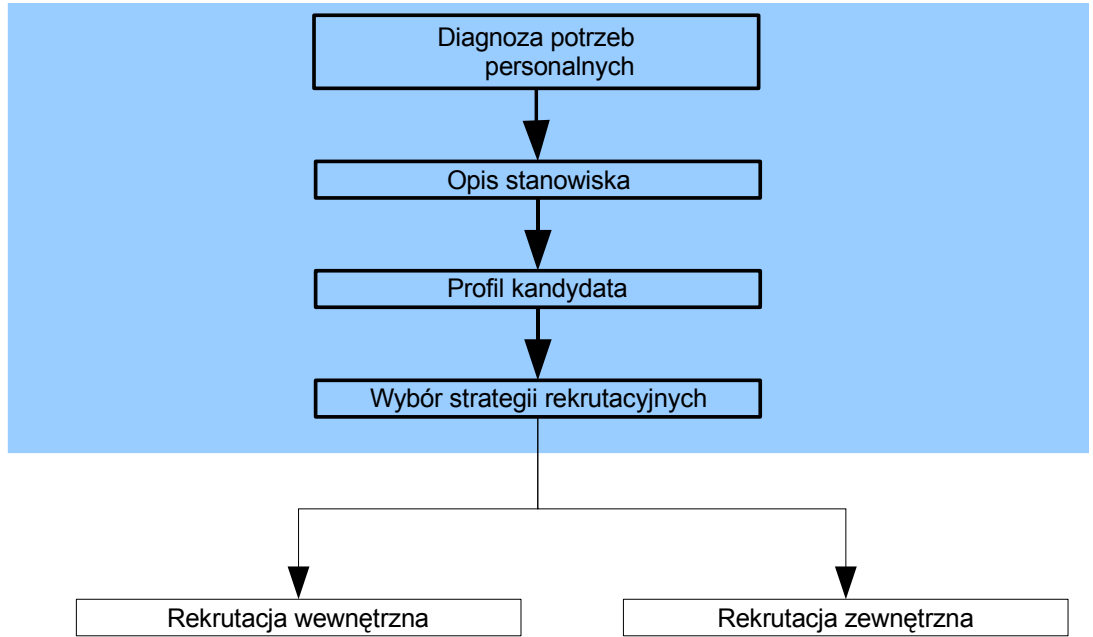 Diagnoza potrzeb
personalnych
Opis stanowiska
Profil kandydata
Wybór strategii rekrutacyjnych
Rekrutacja wewnętrzna
Rekrutacja zewnętrzna